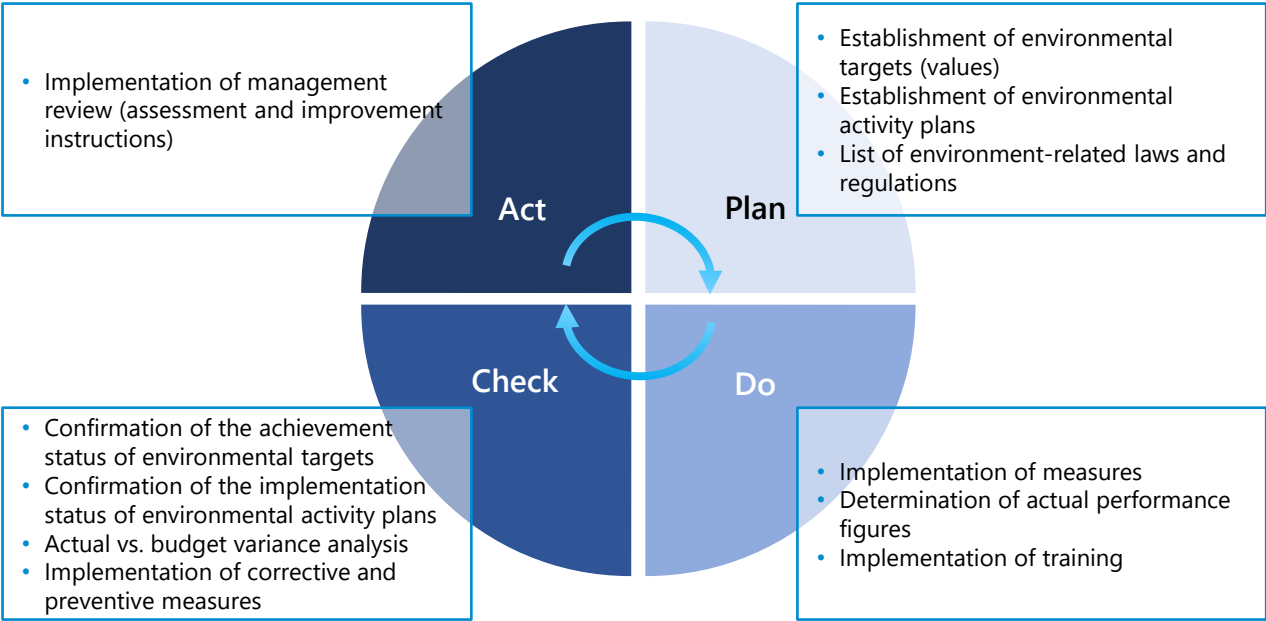 • Implementation of management
review (assessment and improvement
instructions)
• Establishment of environmental
targets (values)
• Establishment of environmental
activity plans
• List of environment-related laws and
regulations
Act
Plan
Check
Do
• Confirmation of the achievement
status of environmental targets
• Confirmation of the implementation
status of environmental activity plans
• Actual vs. budget variance analysis
• Implementation of corrective and
preventive measures
• Implementation of measures
• Determination of actual performance
figures
• Implementation of training